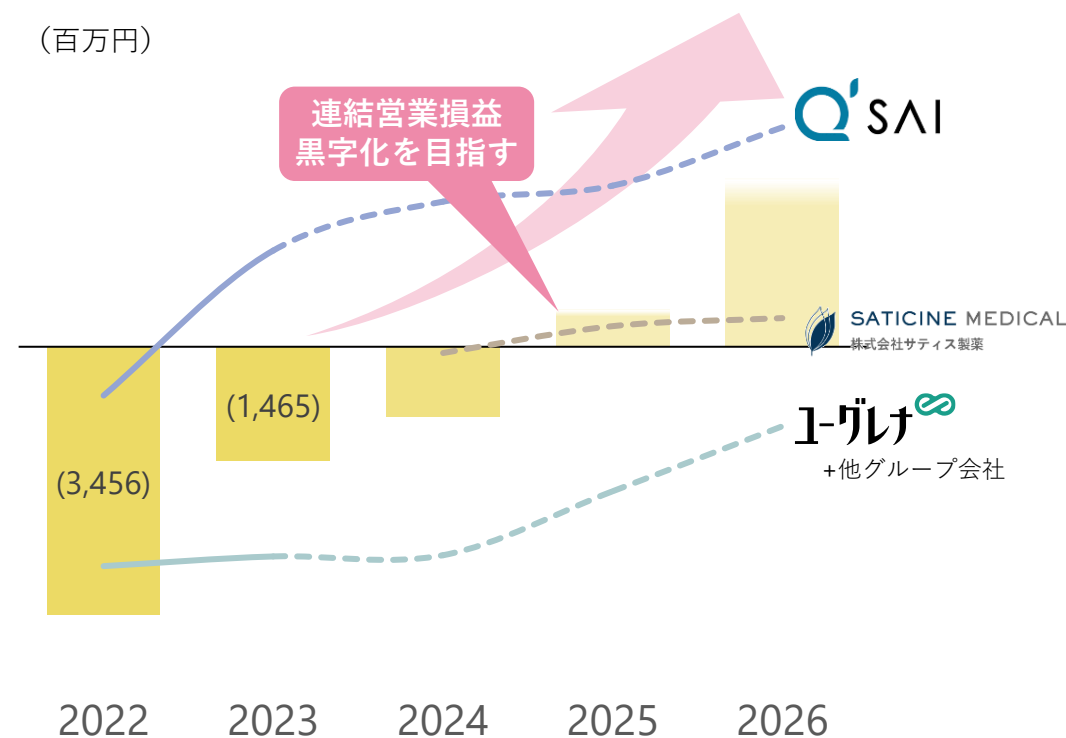 （百万円）
連結営業損益
黒字化を目指す
Q'SAI
SATICINE MEDICAL
株式会社サティス製薬
(1,465)
ユーグレナ
+他グループ会社
(3,456)
2022
2023
2024
2025
2026